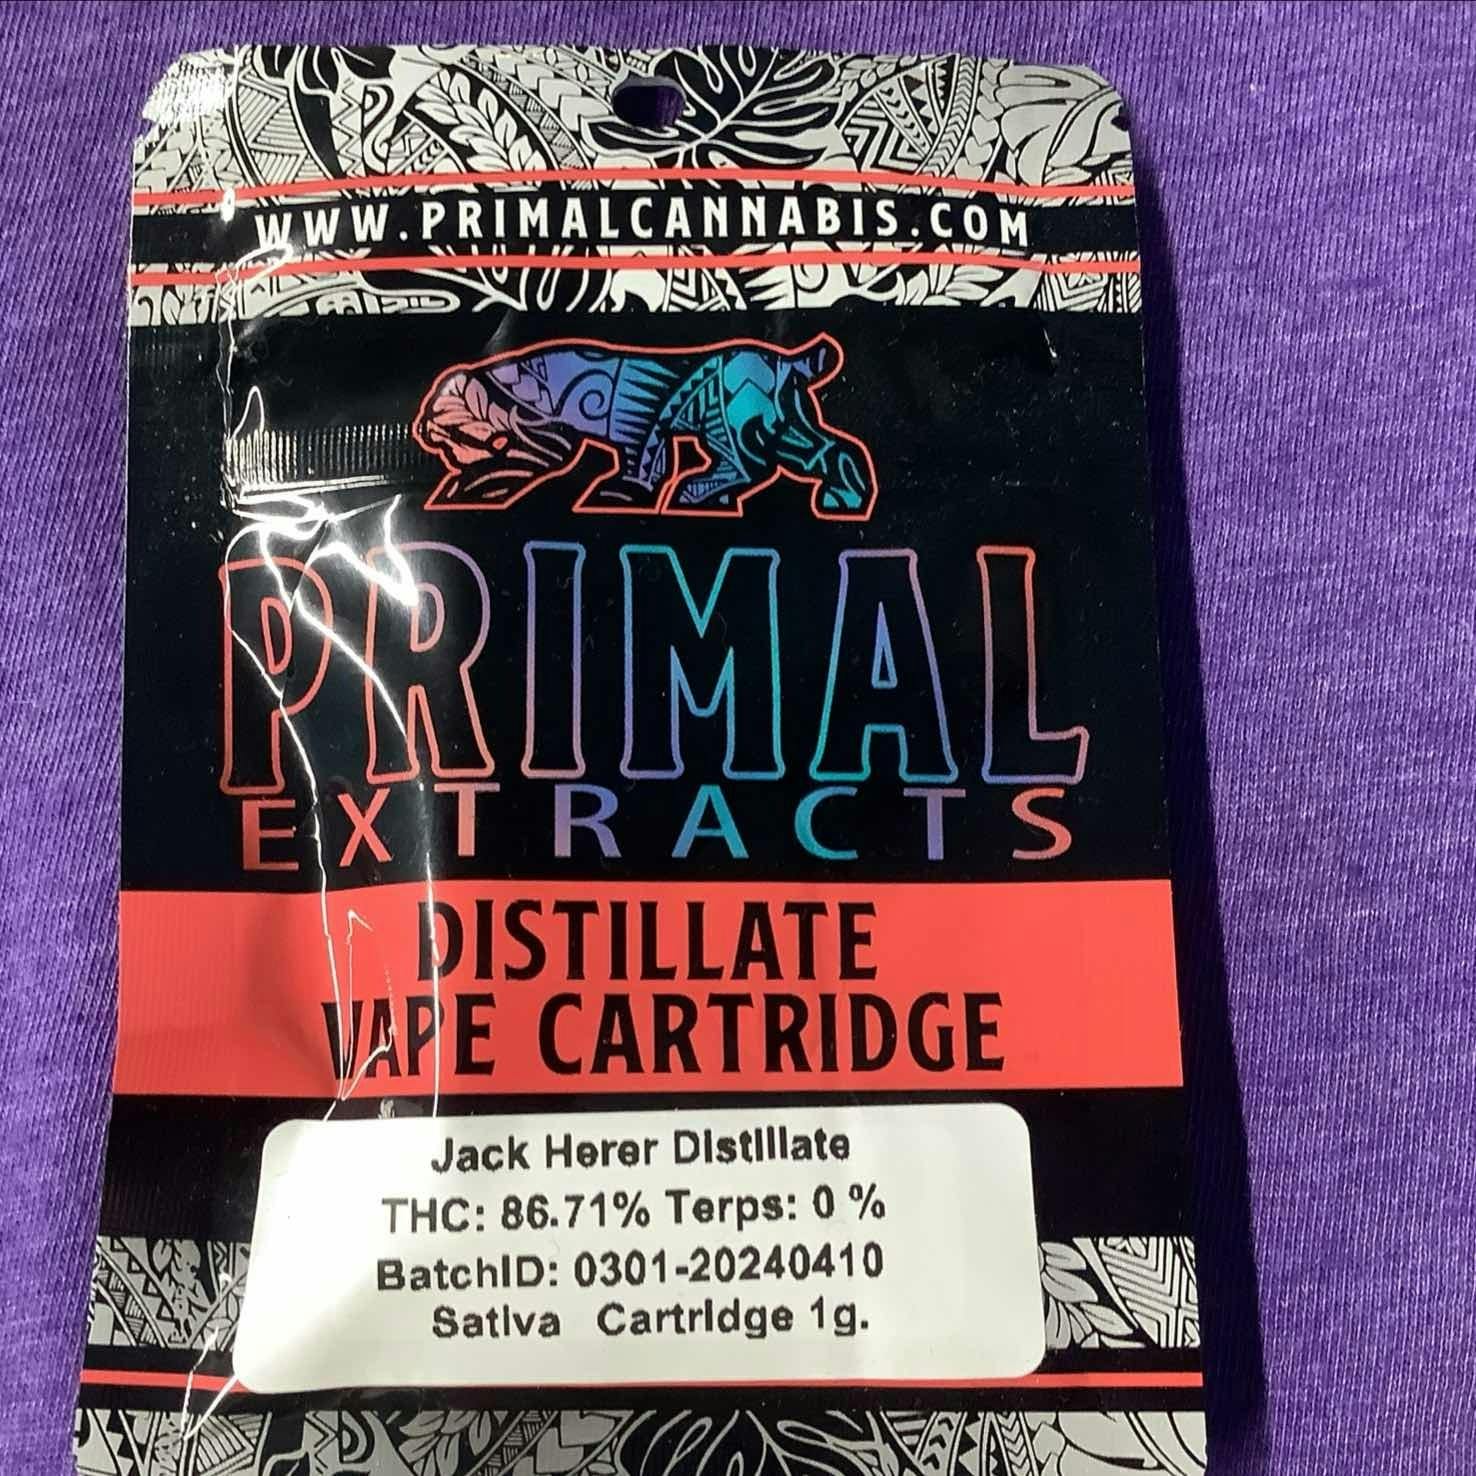 WWW.PRIMALCANNABIS.COM
PRIMAL
EXTRACTS
DISTILLATE
VAPE CARTRIDGE
Jack Herer Distillate
THC: 86.71% Terps: 0 %
BatchID: 0301-20240410
Sativa Cartridge 1g.